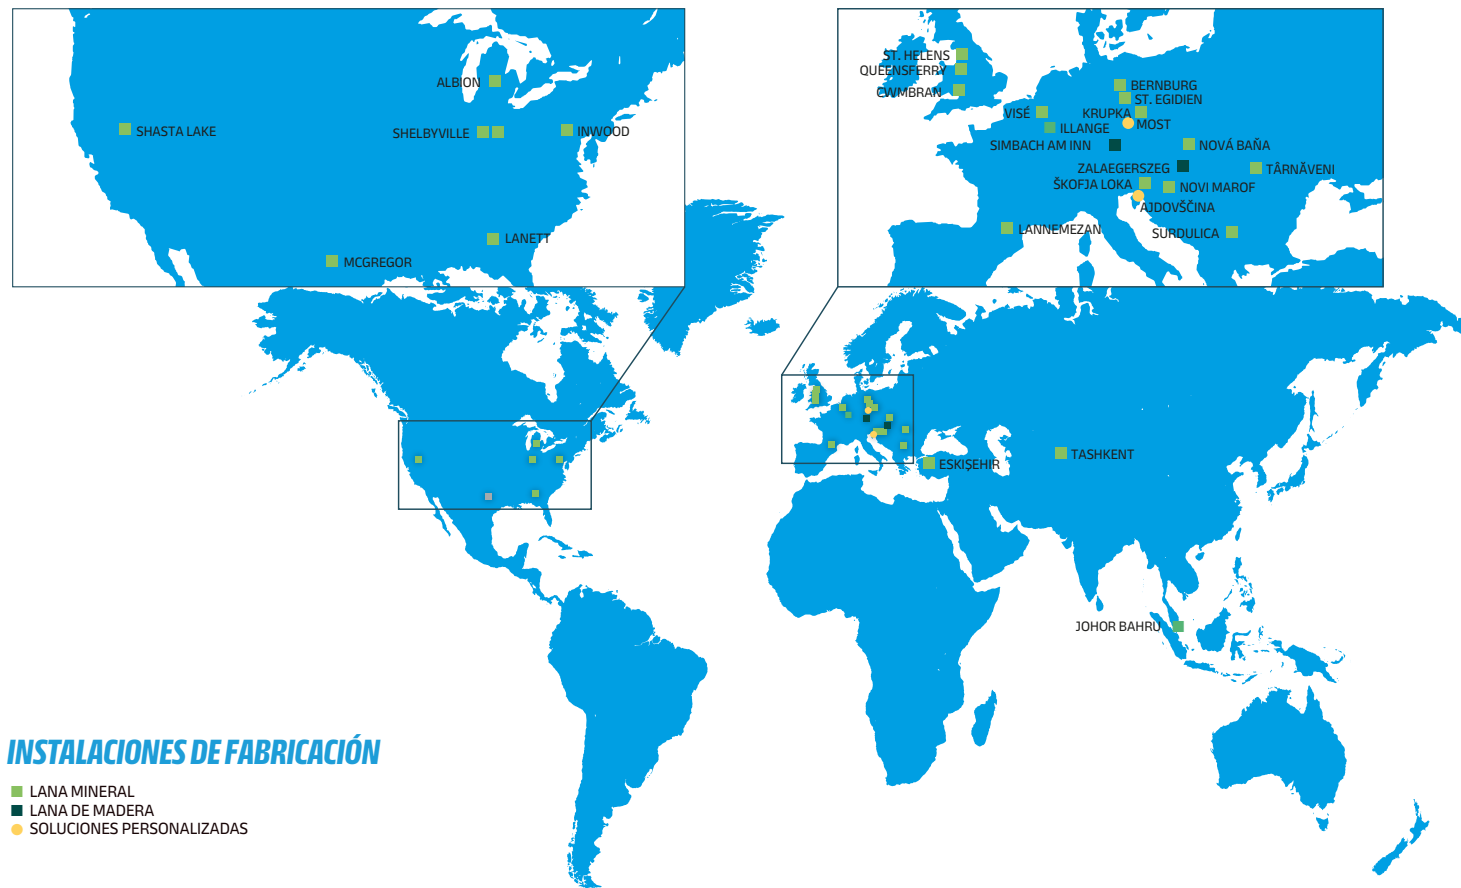 ALBION
SHASTA LAKE
SHELBYVILLE
INWOOD
LANETT
MCGREGOR
ST. HELENS
QUEENSFERRY
CWMBRAN
BERNBURG
ST. EGIDIEN
VISÉ
KRUPKA
ILLANGE
MOST
SIMBACH AM INN
NOVÁ BAŇA
ZALAEGERSZEG
TÂRNĂVENI
ŠKOFJA LOKA
NOVI MAROF
AJDOVŠČINA
LANNEMEZAN
SURDULICA
ESKIŞEHIR
TASHKENT
JOHOR BAHRU
INSTALACIONES DE FABRICACIÓN
LANA MINERAL
LANA DE MADERA
SOLUCIONES PERSONALIZADAS